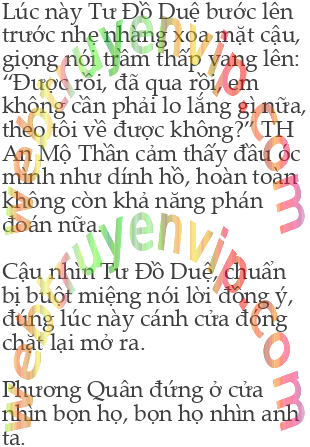 Lúc này Tư Đồ Duệ bước lên
trước nhẹ nhàng xoa mặt cậu,
giọng nói trầm thấp vang lên:
“Được rồi, đã qua rồi, em
không cần phải lo lắng gì nữa,
theo tôi về được không?” TH
An Mộ Thần cảm thấy đầu óc
mình như dính hồ, hoàn toàn
không còn khả năng phán
đoán nữa.
Cậu nhìn Tư Đồ Duệ, chuẩn
bị buột miệng nói lời đồng ý,
đúng lúc này cánh cửa đóng
chặt lại mở ra.
Phương Quân đứng ở cửa
nhìn bọn họ, bọn họ nhìn anh
ta.
webtruyenvip.com
webtruyenvip.com